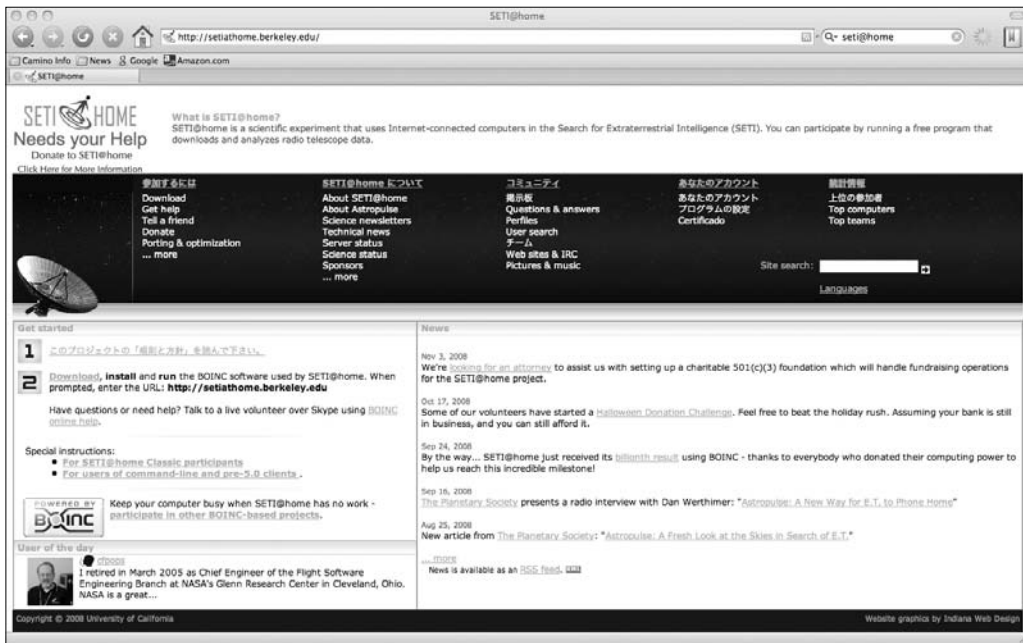 SETI@home
http://setiathome.berkeley.edu/
seti@home
Camino Info
News
Google
Amazon.com
SETI@home
SETI@HOME
Needs your Help
Donate to SETI@home
Click Here for More Information
What is SETI@home?
SETI@home is a scientific experiment that uses Internet-connected computers in the Search for Extraterrestrial Intelligence (SETI). You can participate by running a free program that
downloads and analyzes radio telescope data.
参加するには
Download
Get help
Tell a friend
Donate
Porting & optimization
... more
SETI@home について
About SETI@home
About Astropulse
Science newsletters
Technical news
Server status
Science status
Sponsors
... more
コミュニティ
掲示板
Questions & answers
Perfiles
User search
チーム
Web sites & IRC
Pictures & music
あなたのアカウント
あなたのアカウント
プログラムの設定
Certificado
統計情報
上位の参加者
Top computers
Top teams
Site search:
Languages
Get started
1 このプロジェクトの「規則と方針」を読んで下さい。
2 Download, install and run the BOINC software used by SETI@home. When
prompted, enter the URL: http://setiathome.berkeley.edu
Have questions or need help? Talk to a live volunteer over Skype using BOINC
online help.
Special instructions:
• For SETI@home Classic participants
• For users of command-line and pre-5.0 clients .
POWERED BY
BOINC
Keep your computer busy when SETI@home has no work -
participate in other BOINC-based projects.
User of the day
cfpops
I retired in March 2005 as Chief Engineer of the Flight Software
Engineering Branch at NASA's Glenn Research Center in Cleveland, Ohio.
NASA is a great...
News
Nov 3, 2008
We're looking for an attorney to assist us with setting up a charitable 501(c)(3) foundation which will handle fundraising operations
for the SETI@home project.
Oct 17, 2008
Some of our volunteers have started a Halloween Donation Challenge. Feel free to beat the holiday rush. Assuming your bank is still
in business, and you can still afford it.
Sep 24, 2008
By the way... SETI@home just received its billionth result using BOINC - thanks to everybody who donated their computing power to
help us reach this incredible milestone!
Sep 16, 2008
The Planetary Society presents a radio interview with Dan Werthimer: "Astropulse: A New Way for E.T. to Phone Home"
Aug 25, 2008
New article from The Planetary Society: "Astropulse: A Fresh Look at the Skies in Search of E.T."
... more
News is available as an RSS feed.
Copyright © 2008 University of California
Website graphics by Indiana Web Design